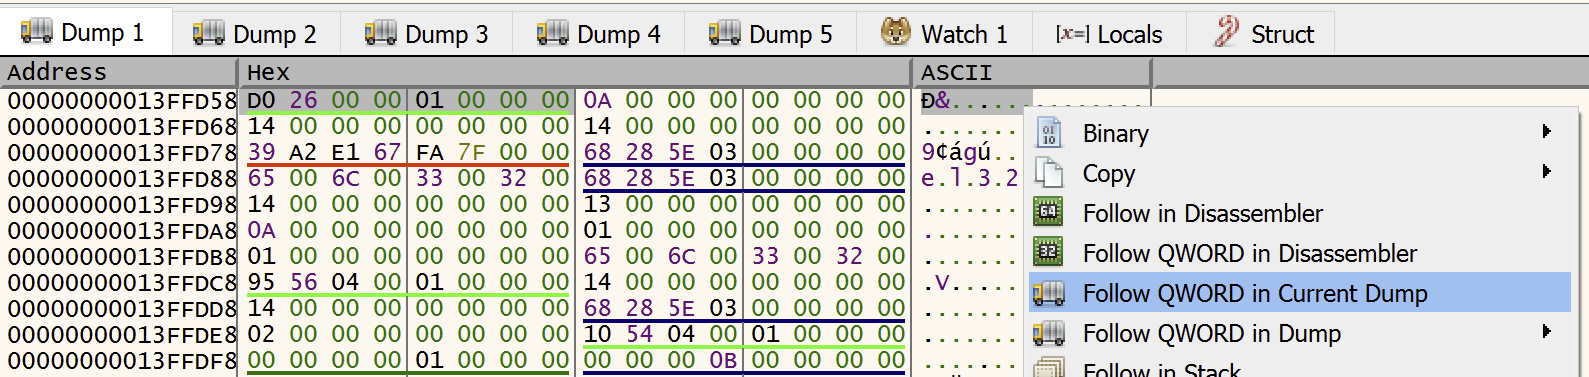 Dump 1 Dump 2 Dump 3 Dump 4 Dump 5 Watch 1 [x=] Locals Struct
Address Hex ASCII
00000000013FFD58 D0 26 00 00 01 00 00 00 0A 00 00 00 00 00 00 00 Ð&..............
00000000013FFD68 14 00 00 00 00 00 00 00 14 00 00 00 00 00 00 00 .......
Binary
00000000013FFD78 39 A2 E1 67 FA 7F 00 00 68 28 5E 03 00 00 00 00 9¢ágú..
00000000013FFD88 65 00 6C 00 33 00 32 00 68 28 5E 03 00 00 00 00 e.l.3.2
Copy
00000000013FFD98 14 00 00 00 00 00 00 00 13 00 00 00 00 00 00 00 .......
Follow in Disassembler
00000000013FFDA8 0A 00 00 00 00 00 00 00 01 00 00 00 00 00 00 00 .......
00000000013FFDB8 01 00 00 00 00 00 00 00 65 00 6C 00 33 00 32 00 .......
Follow QWORD in Disassembler
00000000013FFDC8 95 56 04 00 01 00 00 00 14 00 00 00 00 00 00 00 .V.....
Follow QWORD in Current Dump
00000000013FFDD8 14 00 00 00 00 00 00 00 68 28 5E 03 00 00 00 00 .......
00000000013FFDE8 02 00 00 00 00 00 00 00 10 54 04 00 01 00 00 00 .......
Follow QWORD in Dump
00000000013FFDF8 00 00 00 00 01 00 00 00 00 00 00 0B 00 00 00 00 .......
Follow in Stack